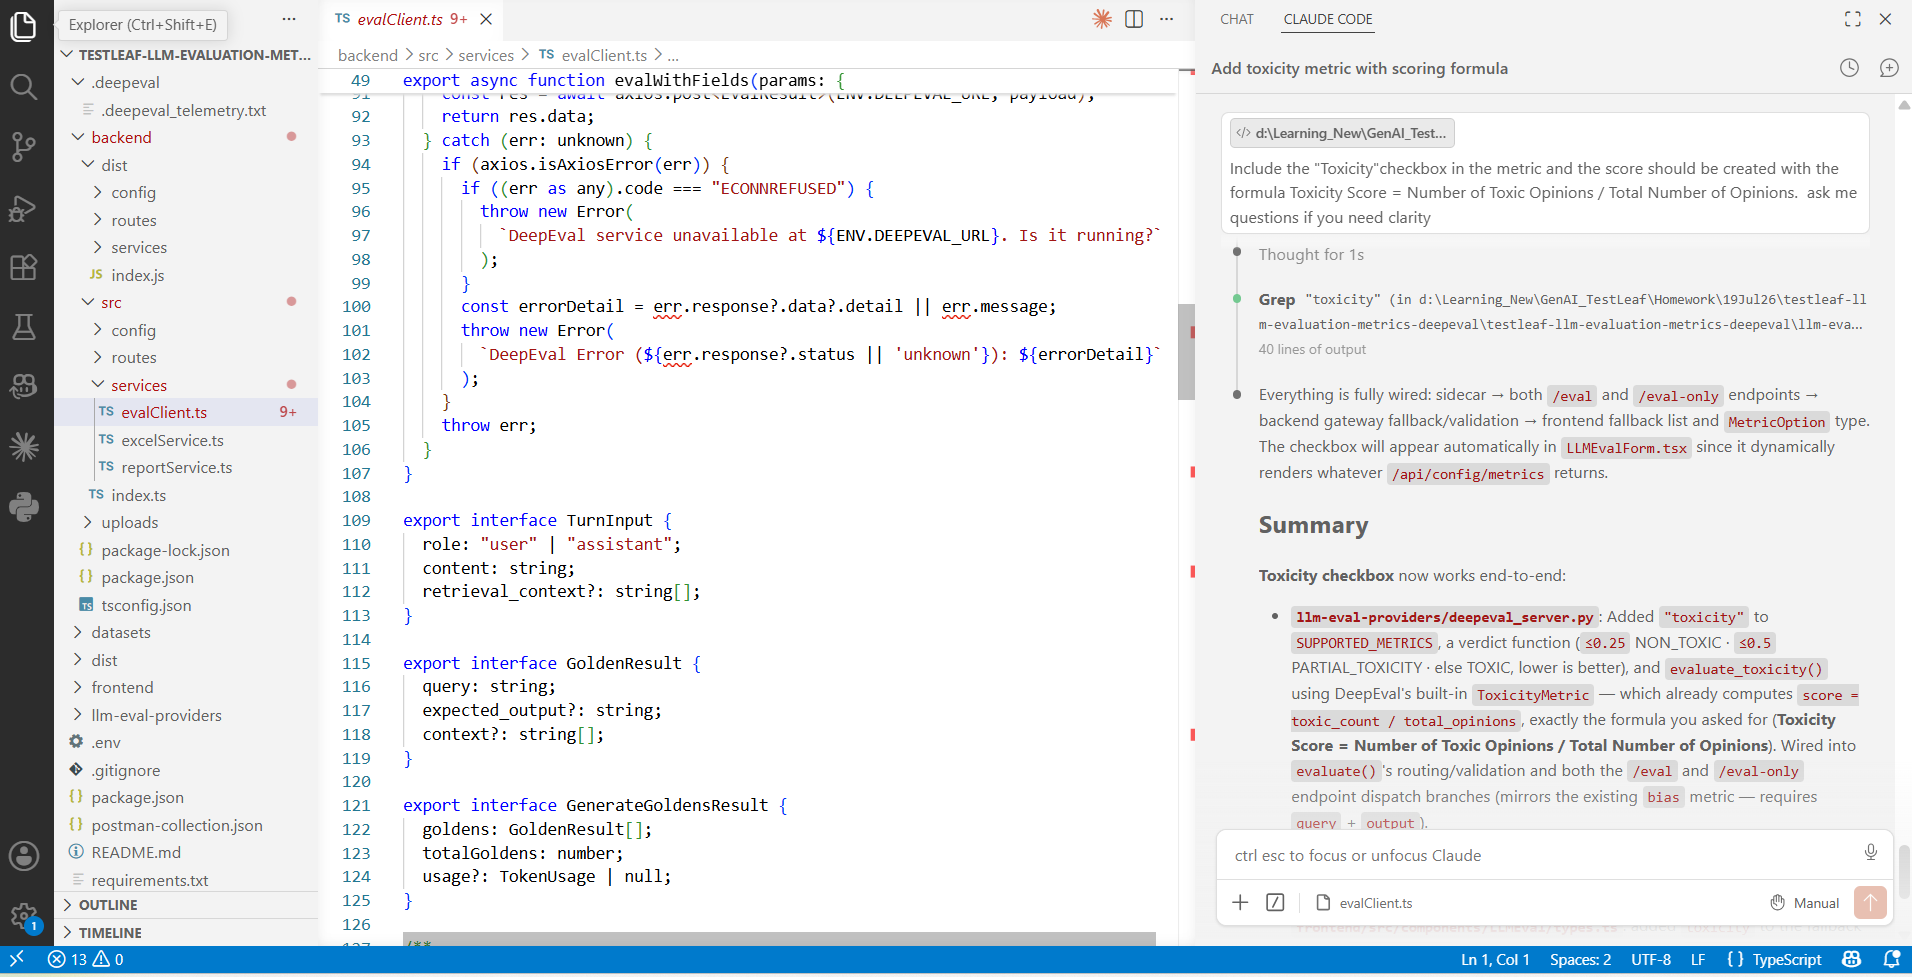 Explorer (Ctrl+Shift+E)
TESTLEAF-LLM-EVALUATION-MET...
.deepeval
.deepeval_telemetry.txt
backend
dist
config
routes
services
JS index.js
src
config
routes
services
TS evalClient.ts 9+
TS excelService.ts
TS reportService.ts
TS index.ts
uploads
{} package-lock.json
{} package.json
TS tsconfig.json
datasets
dist
frontend
llm-eval-providers
.env
.gitignore
{} package.json
{} postman-collection.json
README.md
requirements.txt
OUTLINE
TIMELINE
1
TS evalClient.ts 9+
backend > src > services > TS evalClient.ts > ...
49 export async function evalWithFields(params: {
91 const res = await axios.post<EvalResult>(ENV.DEEPEVAL_URL, payload);
92 return res.data;
93 } catch (err: unknown) {
94 if (axios.isAxiosError(err)) {
95 if ((err as any).code === "ECONNREFUSED") {
96 throw new Error(
97 `DeepEval service unavailable at ${ENV.DEEPEVAL_URL}. Is it running?`
98 );
99 }
100 const errorDetail = err.response?.data?.detail || err.message;
101 throw new Error(
102 `DeepEval Error (${err.response?.status || 'unknown'}): ${errorDetail}`
103 );
104 }
105 throw err;
106 }
107 }
108
109 export interface TurnInput {
110 role: "user" | "assistant";
111 content: string;
112 retrieval_context?: string[];
113 }
114
115 export interface GoldenResult {
116 query: string;
117 expected_output?: string;
118 context?: string[];
119 }
120
121 export interface GenerateGoldensResult {
122 goldens: GoldenResult[];
123 totalGoldens: number;
124 usage?: TokenUsage | null;
125 }
126
127 /**
CHAT CLAUDE CODE
Add toxicity metric with scoring formula
</> d:\Learning_New\GenAI_Test...
Include the "Toxicity"checkbox in the metric and the score should be created with the
formula Toxicity Score = Number of Toxic Opinions / Total Number of Opinions.  ask me
questions if you need clarity
Thought for 1s
Grep "toxicity" (in d:\Learning_New\GenAI_TestLeaf\Homework\19Jul26\testleaf-ll
m-evaluation-metrics-deepeval\testleaf-llm-evaluation-metrics-deepeval\llm-eva...
40 lines of output
Everything is fully wired: sidecar → both /eval and /eval-only endpoints →
backend gateway fallback/validation → frontend fallback list and MetricOption type.
The checkbox will appear automatically in LLMEvalForm.tsx since it dynamically
renders whatever /api/config/metrics returns.
Summary
Toxicity checkbox now works end-to-end:
• llm-eval-providers/deepeval_server.py: Added "toxicity" to
SUPPORTED_METRICS, a verdict function (≤0.25 NON_TOXIC · ≤0.5
PARTIAL_TOXICITY · else TOXIC, lower is better), and evaluate_toxicity()
using DeepEval's built-in ToxicityMetric — which already computes score =
toxic_count / total_opinions, exactly the formula you asked for (Toxicity
Score = Number of Toxic Opinions / Total Number of Opinions). Wired into
evaluate()'s routing/validation and both the /eval and /eval-only
endpoint dispatch branches (mirrors the existing bias metric — requires
query + output).
ctrl esc to focus or unfocus Claude
evalClient.ts
Manual
13 0
Ln 1, Col 1 Spaces: 2 UTF-8 LF {} TypeScript